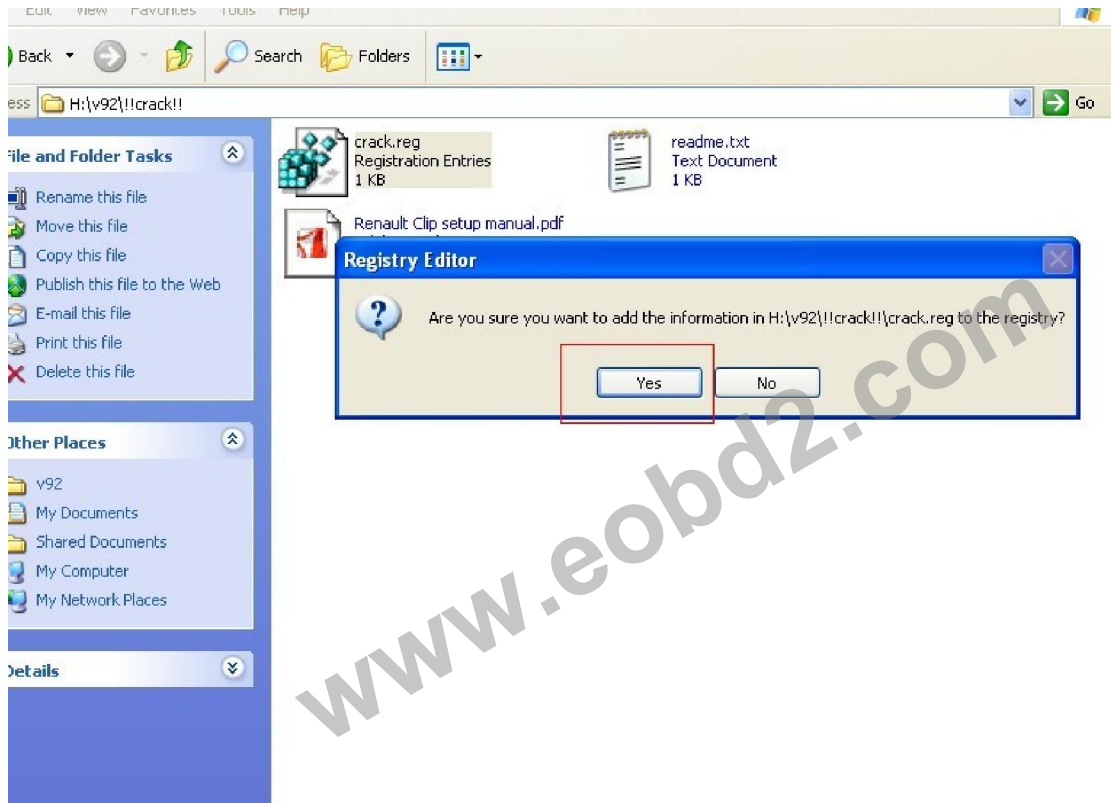 Edit View Favorites Tools Help
Back
Search
Folders
ess H:\v92\!!crack!! Go
File and Folder Tasks
Rename this file
Move this file
Copy this file
Publish this file to the Web
E-mail this file
Print this file
Delete this file
Other Places
v92
My Documents
Shared Documents
My Computer
My Network Places
Details
crack.reg
Registration Entries
1 KB
readme.txt
Text Document
1 KB
Renault Clip setup manual.pdf
Registry Editor
Are you sure you want to add the information in H:\v92\!!crack!!\crack.reg to the registry?
Yes
No
www.eobd2.com